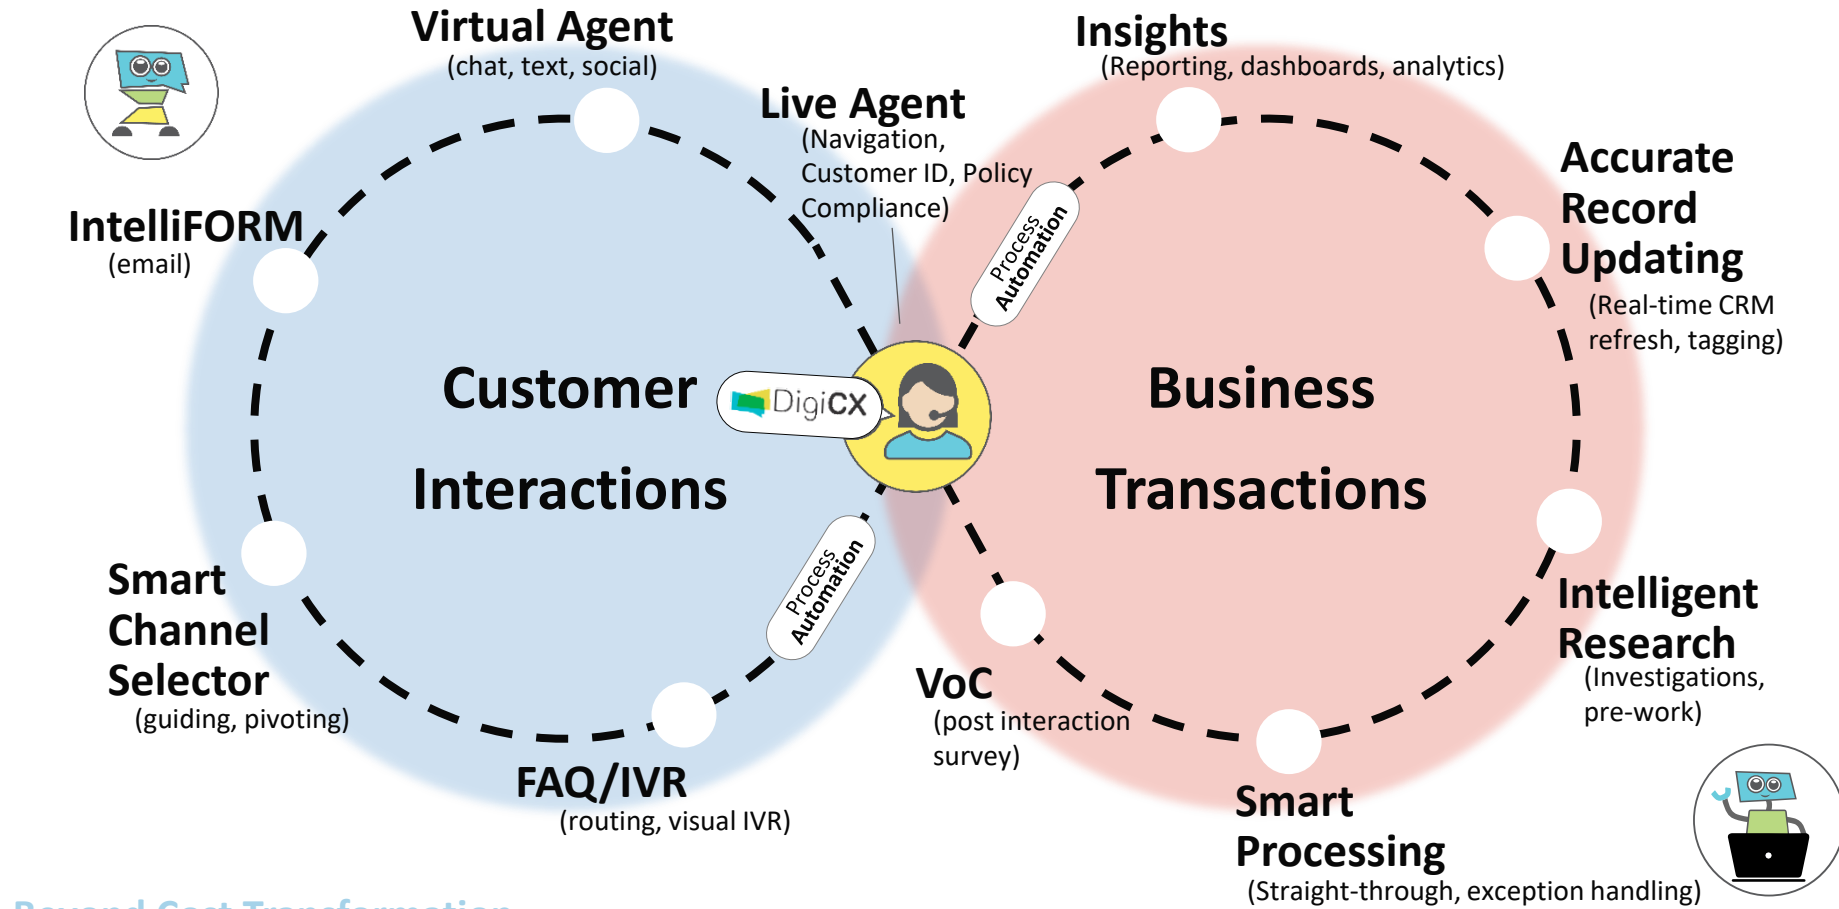 Virtual Agent
(chat, text, social)
Insights
(Reporting, dashboards, analytics)
Live Agent
(Navigation,
Customer ID, Policy
Compliance)
Accurate
Record
Updating
(Real-time CRM
refresh, tagging)
IntelliFORM
(email)
Process
Automation
Customer
Interactions
DigiCX
Business
Transactions
Process
Automation
Smart
Channel
Selector
(guiding, pivoting)
Intelligent
Research
(Investigations,
pre-work)
VoC
(post interaction
survey)
FAQ/IVR
(routing, visual IVR)
Smart
Processing
(Straight-through, exception handling)
Beyond Cost Transformation